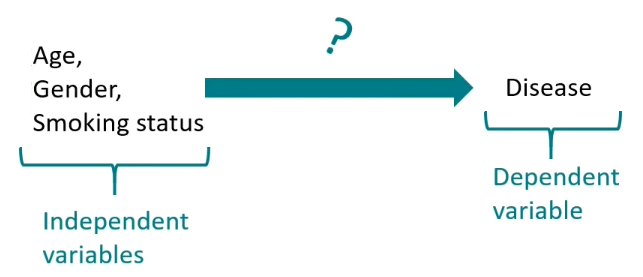 ?
Age,
Gender,
Smoking status
Disease
Independent
variables
Dependent
variable